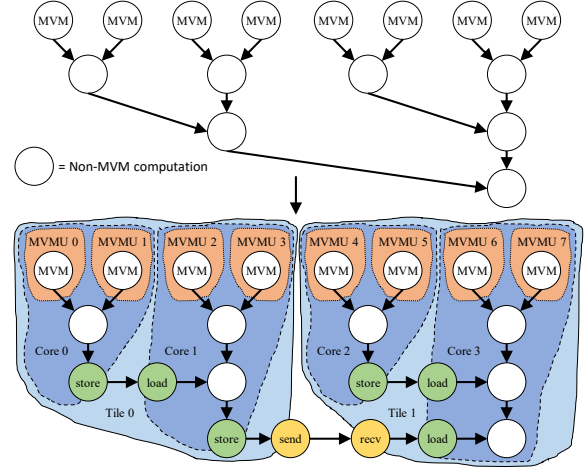 MVM MVM MVM MVM MVM MVM MVM MVM
= Non-MVM computation
MVMU 0 MVMU 1 MVMU 2 MVMU 3 MVMU 4 MVMU 5 MVMU 6 MVMU 7
MVM MVM MVM MVM MVM MVM MVM MVM
Core 0 Core 1 Core 2 Core 3
store load store load
Tile 0 Tile 1
store send recv load